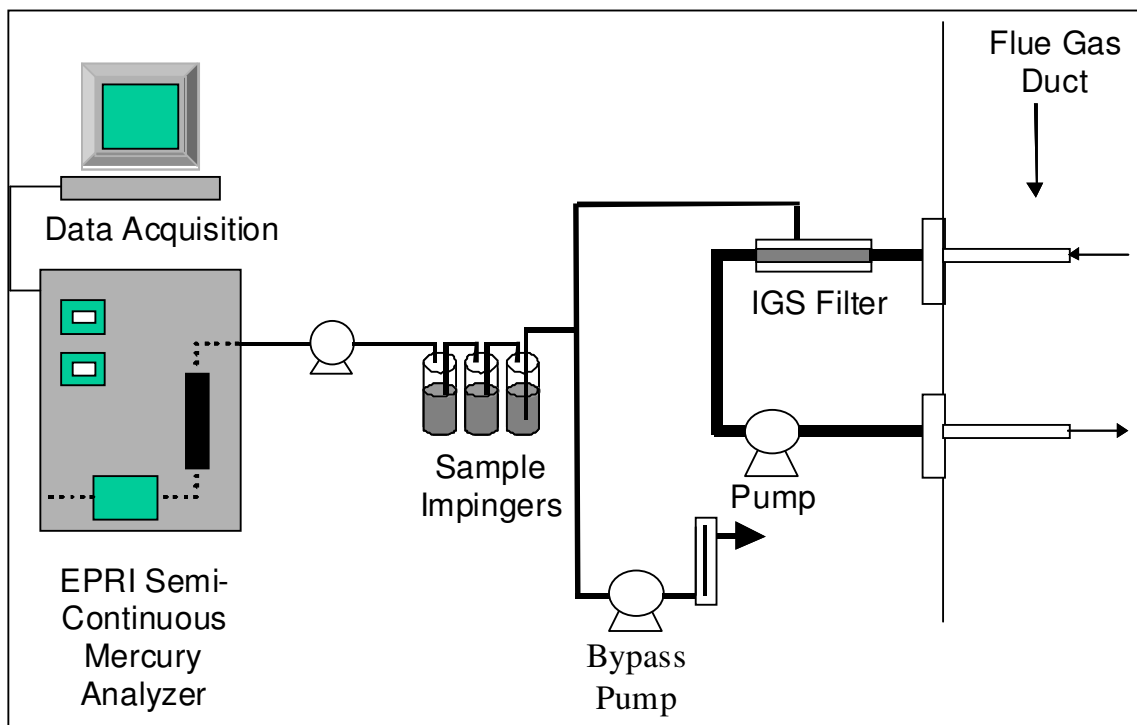 Flue Gas
Duct
Data Acquisition
IGS Filter
Sample
Impingers
Pump
EPRI Semi-
Continuous
Mercury
Analyzer
Bypass
Pump